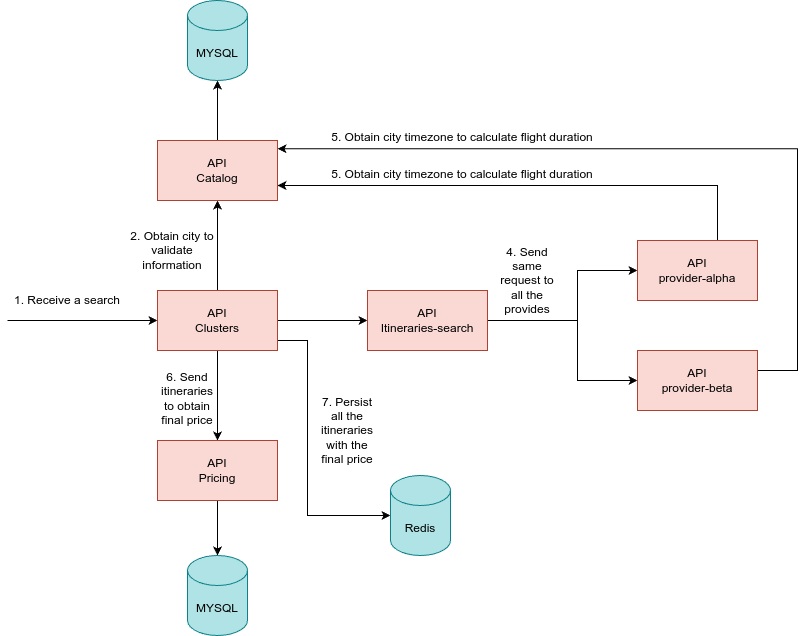 MYSQL
5. Obtain city timezone to calculate flight duration
API
Catalog
5. Obtain city timezone to calculate flight duration
2. Obtain city to
validate
information
4. Send
same
request to
all the
provides
API
provider-alpha
1. Receive a search
API
Clusters
API
Itineraries-search
API
provider-beta
6. Send
itineraries
to obtain
final price
7. Persist
all the
itineraries
with the
final price
API
Pricing
Redis
MYSQL